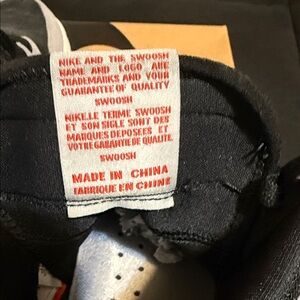 NIKE AND THE SWOOSH
NAME AND LOGO ARE
TRADEMARKS AND YOUR
GUARANTEE OF QUALITY
SWOOSH
NIKE.LE TERME SWOOSH
ET SON SIGLE SONT DES
MARQUES DEPOSEES ET
VOTRE GARANTIE DE QUALITE
SWOOSH
MADE IN CHINA
FABRIQUE EN CHINE